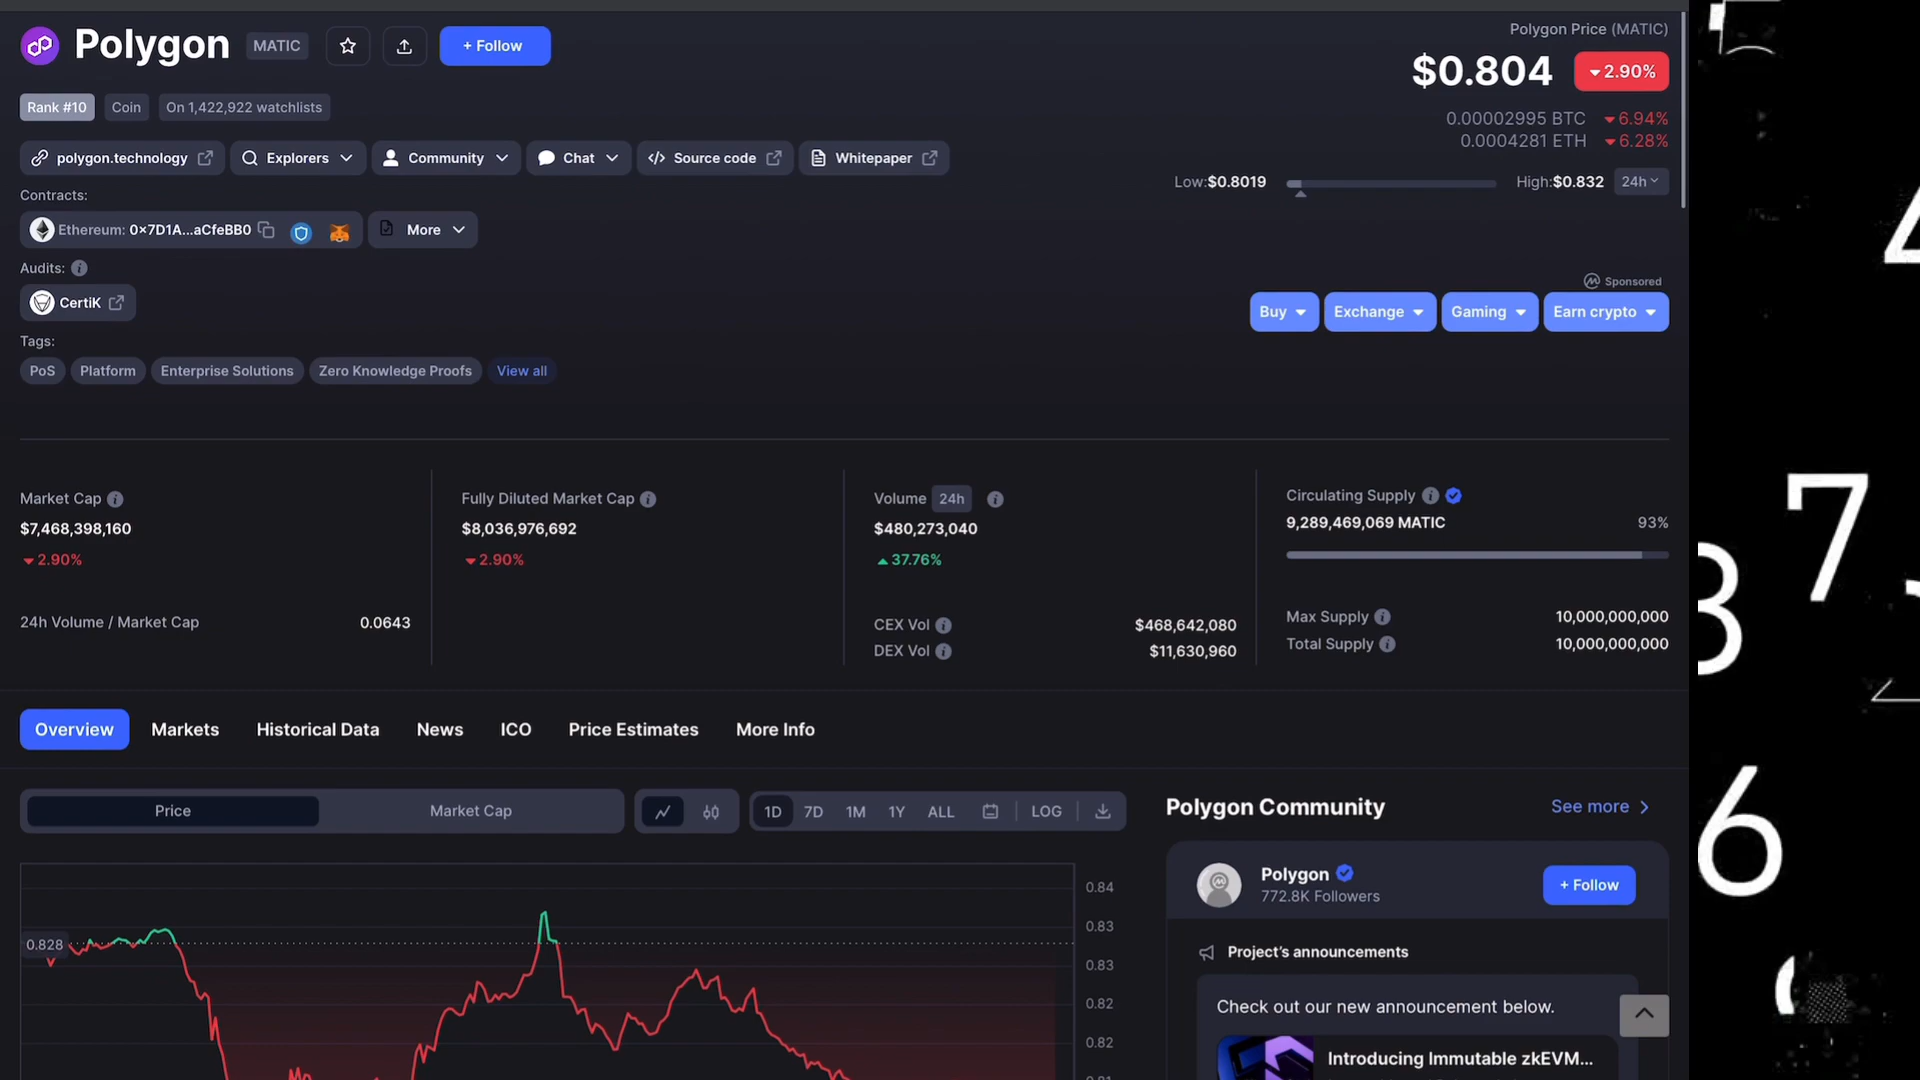 Polygon MATIC + Follow
Rank #10 Coin On 1,422,922 watchlists
polygon.technology Explorers Community Chat Source code Whitepaper
Contracts:
Ethereum: 0x7D1A...aCfeBB0 More
Audits:
CertiK
Tags:
PoS Platform Enterprise Solutions Zero Knowledge Proofs View all
Polygon Price (MATIC)
$0.804 2.90%
0.00002995 BTC 6.94%
0.0004281 ETH 6.28%
Low:$0.8019 High:$0.832 24h
Sponsored
Buy Exchange Gaming Earn crypto
Market Cap
$7,468,398,160
2.90%
24h Volume / Market Cap 0.0643
Fully Diluted Market Cap
$8,036,976,692
2.90%
Volume 24h
$480,273,040
37.76%
CEX Vol $468,642,080
DEX Vol $11,630,960
Circulating Supply
9,289,469,069 MATIC 93%
Max Supply 10,000,000,000
Total Supply 10,000,000,000
Overview Markets Historical Data News ICO Price Estimates More Info
Price Market Cap 1D 7D 1M 1Y ALL LOG
0.828
0.84
0.83
0.83
0.82
0.82
Polygon Community See more
Polygon + Follow
772.8K Followers
Project's announcements
Check out our new announcement below.
Introducing Immutable zkEVM...
4
7
3
6